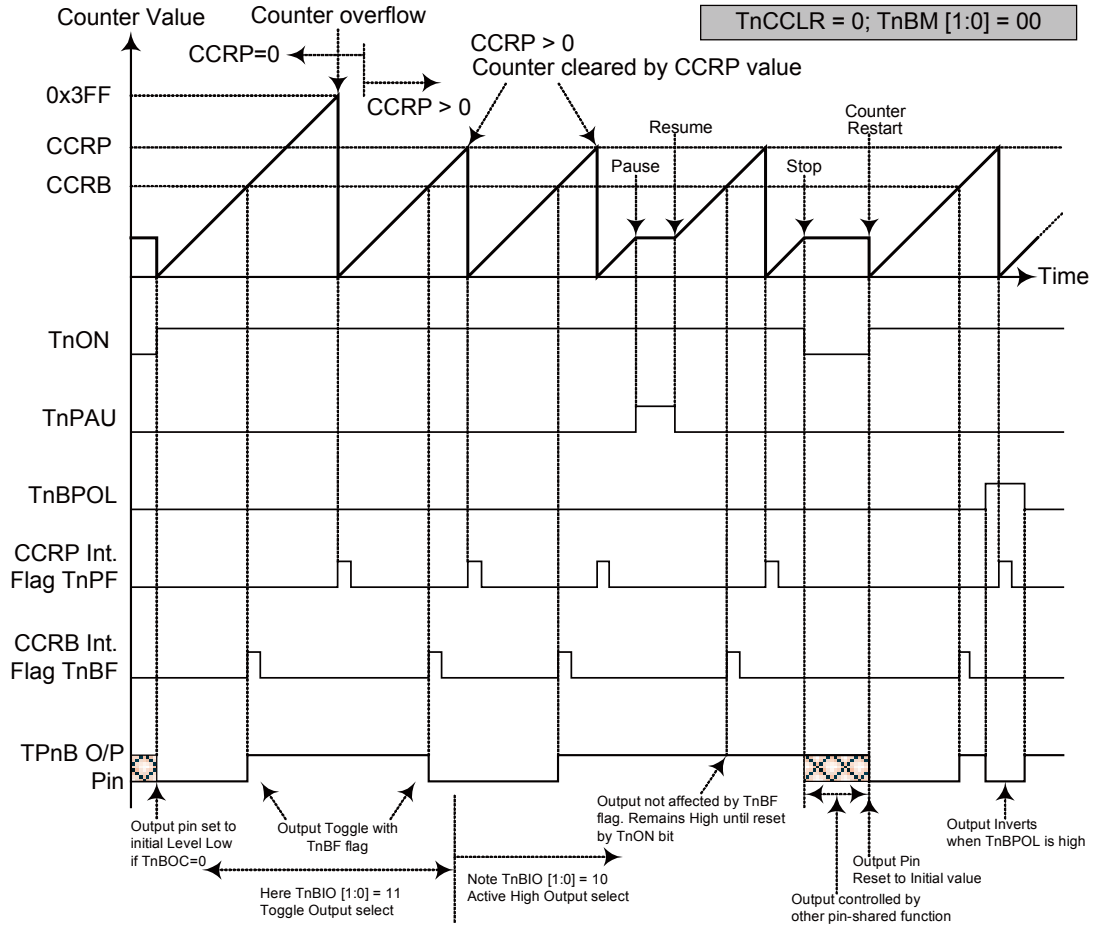 Counter Value
Counter overflow
TnCCLR = 0; TnBM [1:0] = 00
CCRP=0
CCRP > 0
CCRP > 0
Counter cleared by CCRP value
0x3FF
CCRP
CCRB
Pause
Resume
Stop
Counter
Restart
Time
TnON
TnPAU
TnBPOL
CCRP Int.
Flag TnPF
CCRB Int.
Flag TnBF
TPnB O/P
Pin
Output pin set to
initial Level Low
if TnBOC=0
Output Toggle with
TnBF flag
Here TnBIO [1:0] = 11
Toggle Output select
Note TnBIO [1:0] = 10
Active High Output select
Output not affected by TnBF
flag. Remains High until reset
by TnON bit
Output controlled by
other pin-shared function
Output Pin
Reset to Initial value
Output Inverts
when TnBPOL is high